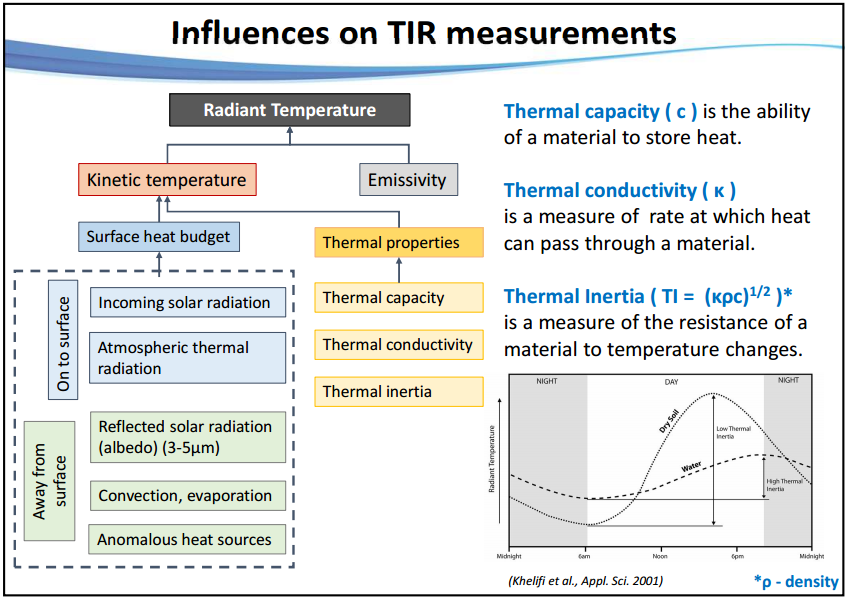 Influences on TIR measurements
Radiant Temperature
Kinetic temperature
Emissivity
Surface heat budget
Thermal properties
On to surface
Incoming solar radiation
Atmospheric thermal
radiation
Thermal capacity
Thermal conductivity
Thermal inertia
Away from
surface
Reflected solar radiation
(albedo) (3-5μm)
Convection, evaporation
Anomalous heat sources
Thermal capacity ( c ) is the ability
of a material to store heat.
Thermal conductivity ( κ )
is a measure of rate at which heat
can pass through a material.
Thermal Inertia ( TI = (κρc)^1/2 )*
is a measure of the resistance of a
material to temperature changes.
NIGHT
DAY
NIGHT
Radiant Temperature
Dry Soil
Water
Low Thermal
Inertia
High Thermal
Inertia
Midnight
6am
Noon
6pm
Midnight
(Khelifi et al., Appl. Sci. 2001)
*ρ - density